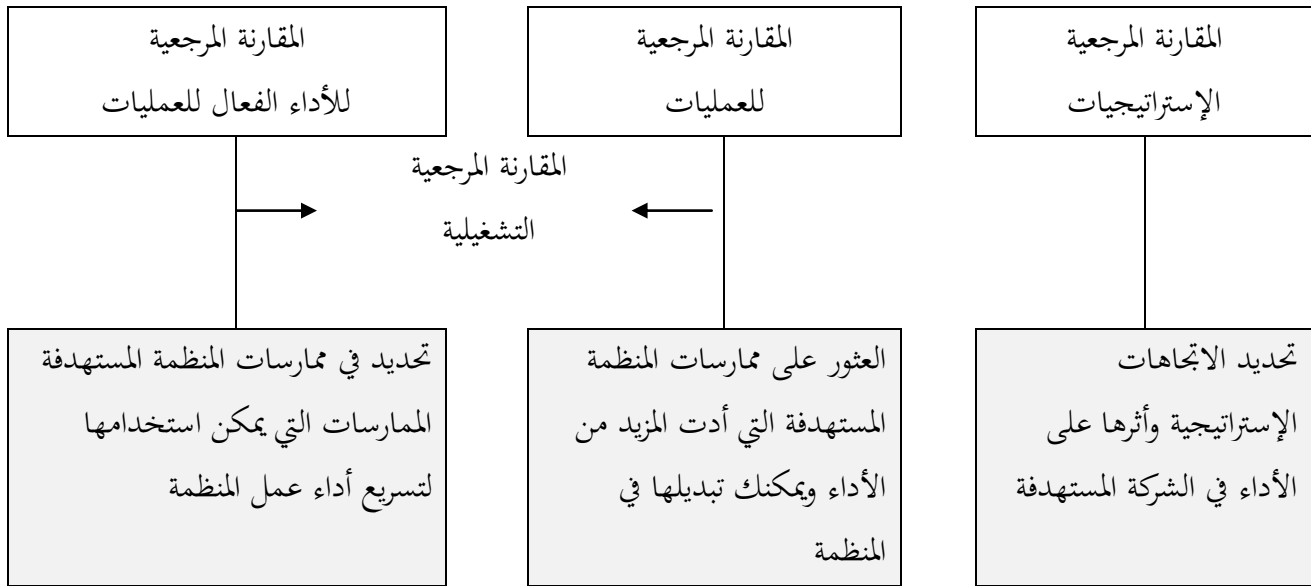 المقارنة المرجعية
الإستراتيجيات
المقارنة المرجعية
للعمليات
المقارنة المرجعية
للأداء الفعال للعمليات
المقارنة المرجعية
التشغيلية
تحديد الاتجاهات
الإستراتيجية وأثرها على
الأداء في الشركة المستهدفة
العثور على ممارسات المنظمة
المستهدفة التي أدت المزيد من
الأداء ويمكنك تبديلها في
المنظمة
تحديد في ممارسات المنظمة المستهدفة
الممارسات التي يمكن استخدامها
لتسريع أداء عمل المنظمة